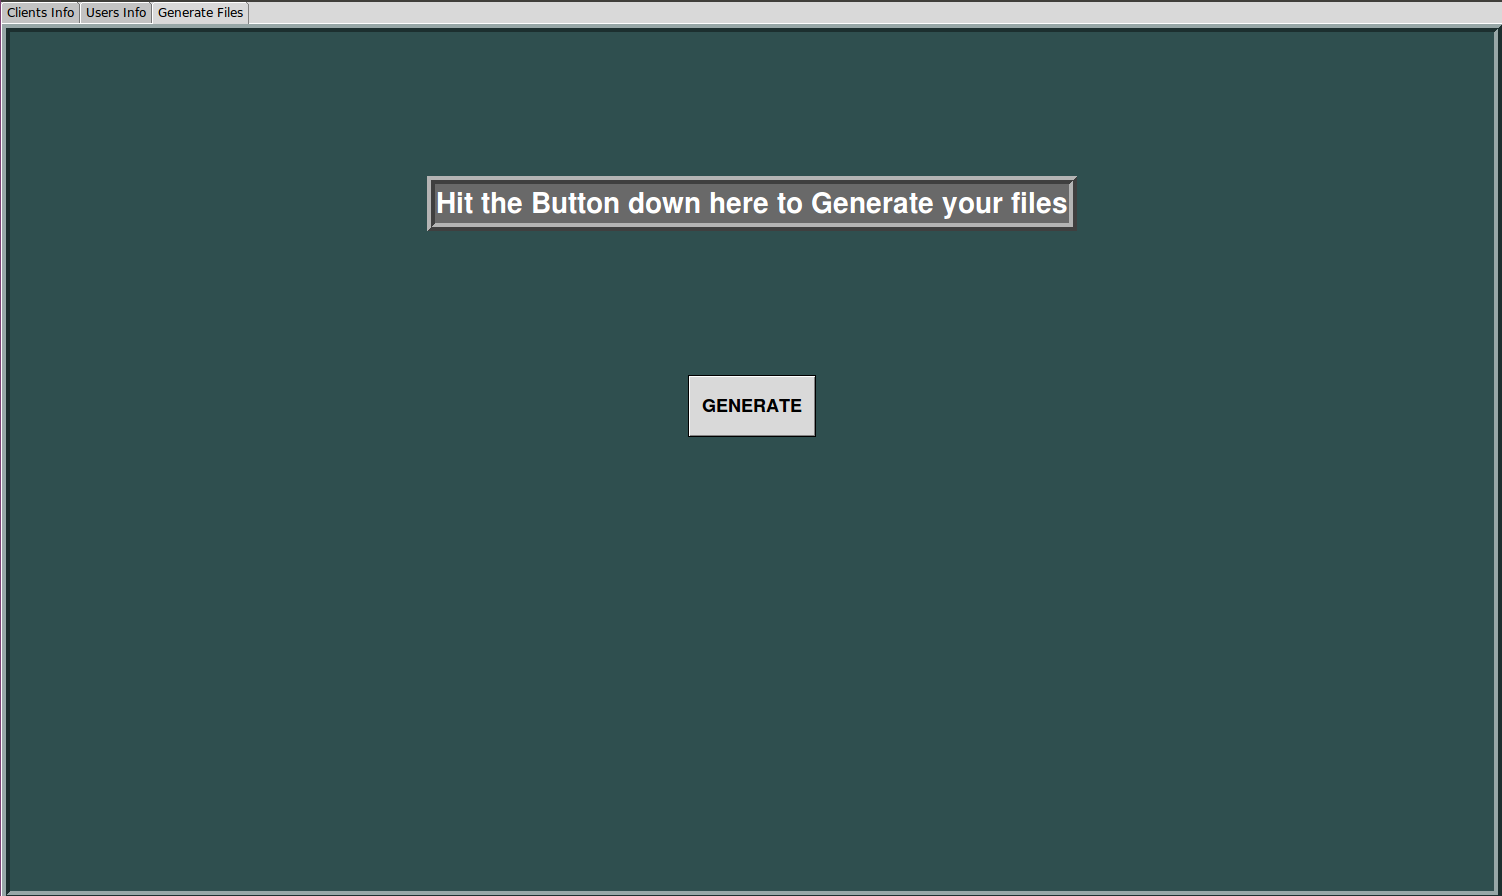 Clients Info Users Info Generate Files
Hit the Button down here to Generate your files
GENERATE